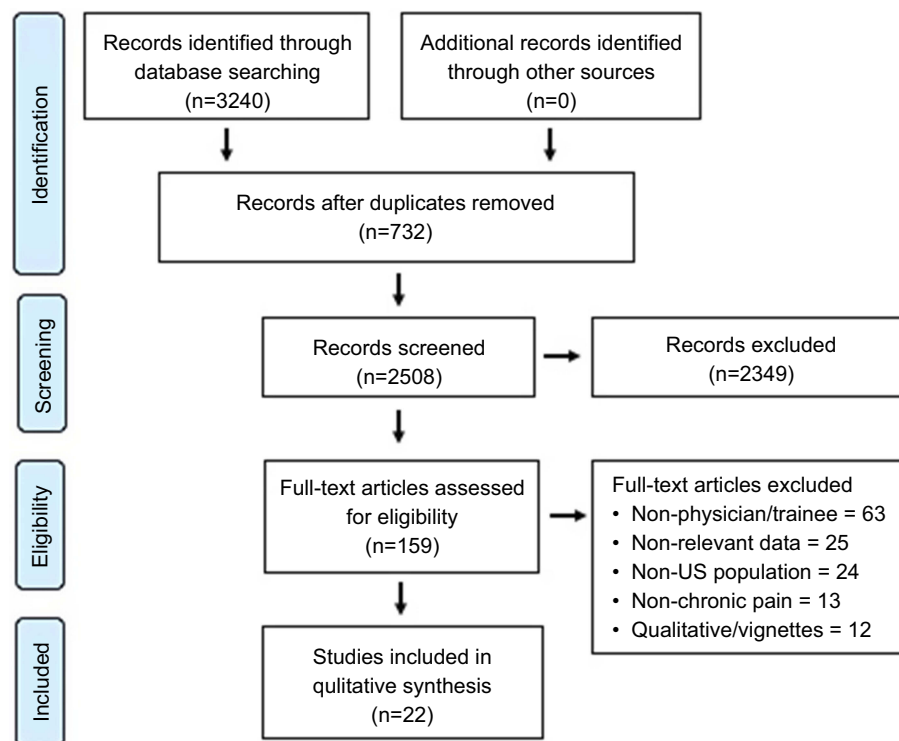 Identification
Records identified through
database searching
(n=3240)
Additional records identified
through other sources
(n=0)
Records after duplicates removed
(n=732)
Screening
Records screened
(n=2508)
Records excluded
(n=2349)
Eligibility
Full-text articles assessed
for eligibility
(n=159)
Full-text articles excluded
• Non-physician/trainee = 63
• Non-relevant data = 25
• Non-US population = 24
• Non-chronic pain = 13
• Qualitative/vignettes = 12
Included
Studies included in
qulitative synthesis
(n=22)